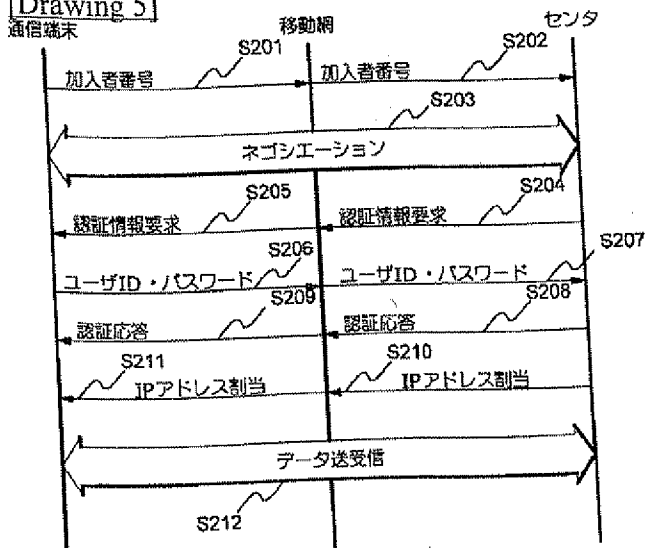 [Drawing 5]
通信端末
移動網
センタ
S201
S202
加入者番号
加入者番号
S203
ネゴシエーション
S205
S204
認証情報要求
認証情報要求
S206
S207
ユーザID・パスワード
ユーザID・パスワード
S209
S208
認証応答
認証応答
S211
S210
IPアドレス割当
IPアドレス割当
データ送受信
S212